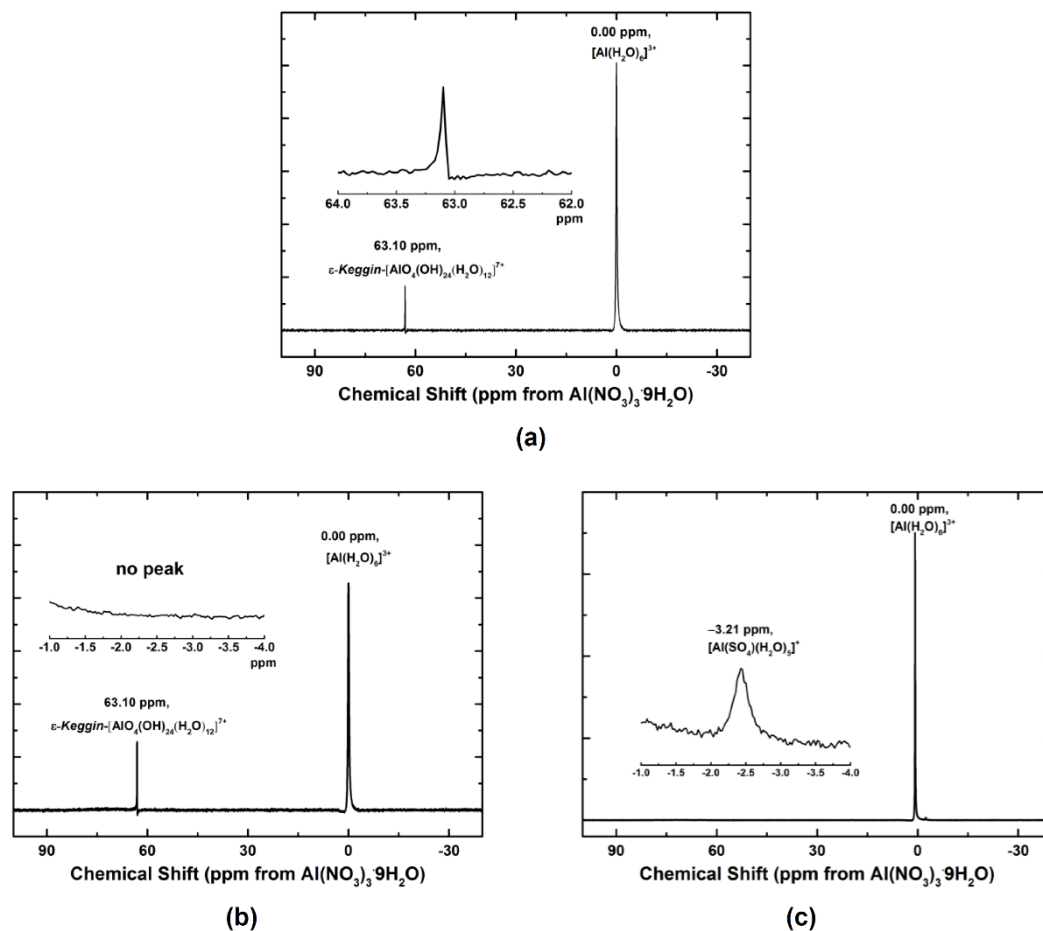 0.00 ppm,
[Al(H₂O)₆]³⁺
64.0 63.5 63.0 62.5 62.0
ppm
63.10 ppm,
ε-Keggin-[AlO₄(OH)₂₄(H₂O)₁₂]⁷⁺
90 60 30 0 -30
Chemical Shift (ppm from Al(NO₃)₃·9H₂O)
(a)
0.00 ppm,
[Al(H₂O)₆]³⁺
no peak
-1.0 -1.5 -2.0 -2.5 -3.0 -3.5 -4.0
ppm
63.10 ppm,
ε-Keggin-[AlO₄(OH)₂₄(H₂O)₁₂]⁷⁺
90 60 30 0 -30
Chemical Shift (ppm from Al(NO₃)₃·9H₂O)
(b)
0.00 ppm,
[Al(H₂O)₆]³⁺
–3.21 ppm,
[Al(SO₄)(H₂O)₅]⁺
-1.0 -1.5 -2.0 -2.5 -3.0 -3.5 -4.0
90 60 30 0 -30
Chemical Shift (ppm from Al(NO₃)₃·9H₂O)
(c)